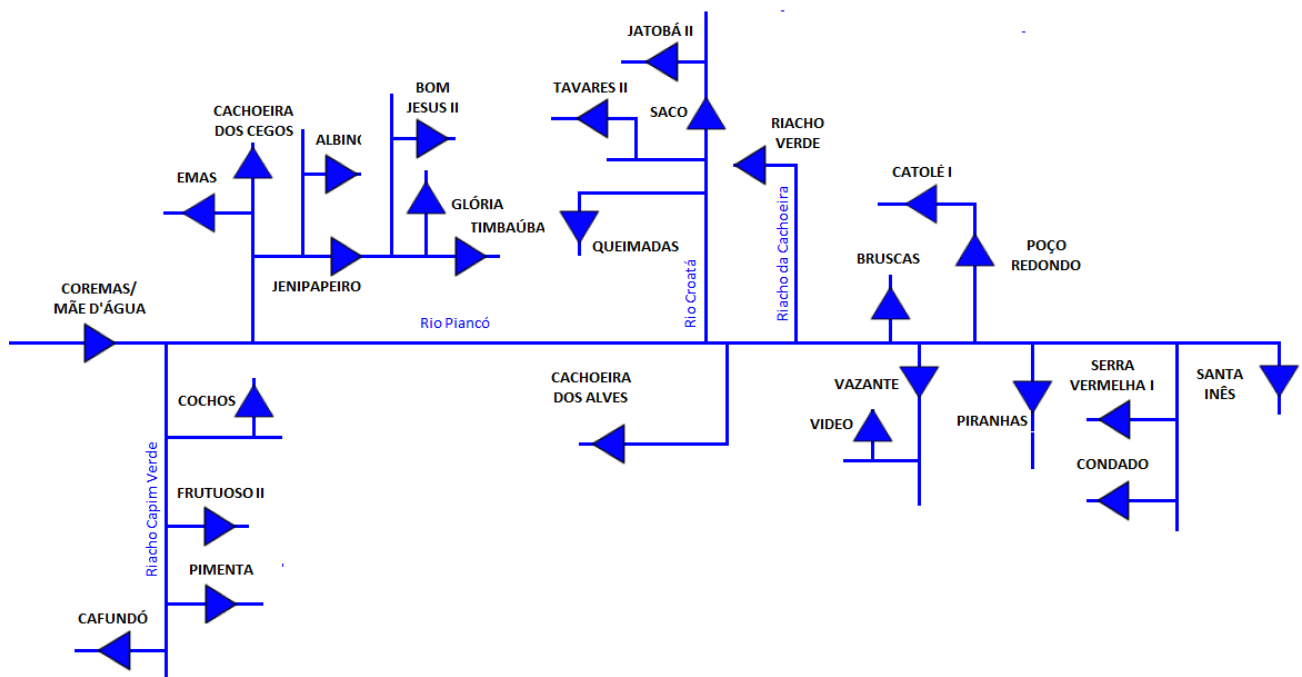 JATOBÁ II
TAVARES II
SACO
BOM
JESUS II
CACHOEIRA
DOS CEGOS
ALBINO
RIACHO
VERDE
EMAS
CATOLÉ I
GLÓRIA
TIMBAÚBA
QUEIMADAS
Riacho da Cachoeira
POÇO
REDONDO
BRUSCAS
JENIPAPEIRO
COREMAS/
MÃE D'ÁGUA
Rio Piancó
Rio Croatá
CACHOEIRA
DOS ALVES
VAZANTE
SERRA
VERMELHA I
SANTA
INÊS
COCHOS
VIDEO
PIRANHAS
CONDADO
FRUTUOSO II
Riacho Capim Verde
PIMENTA
CAFUNDÓ